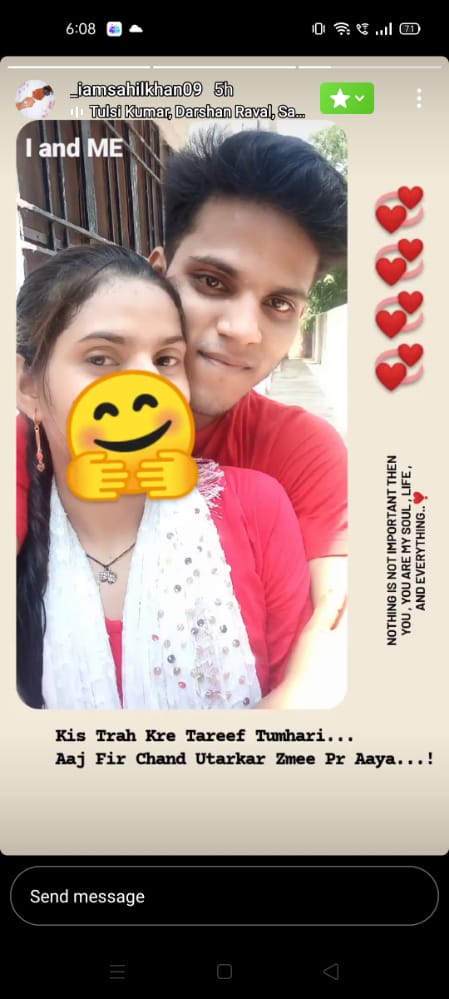 6:08
71
_iamsahilkhan09 5h
Tulsi Kumar, Darshan Raval, Sa...
I and ME
NOTHING IS NOT IMPORTANT THEN
YOU , YOU ARE MY SOUL , LIFE ,
AND EVERYTHING..
Kis Trah Kre Tareef Tumhari...
Aaj Fir Chand Utarkar Zmee Pr Aaya...!
Send message